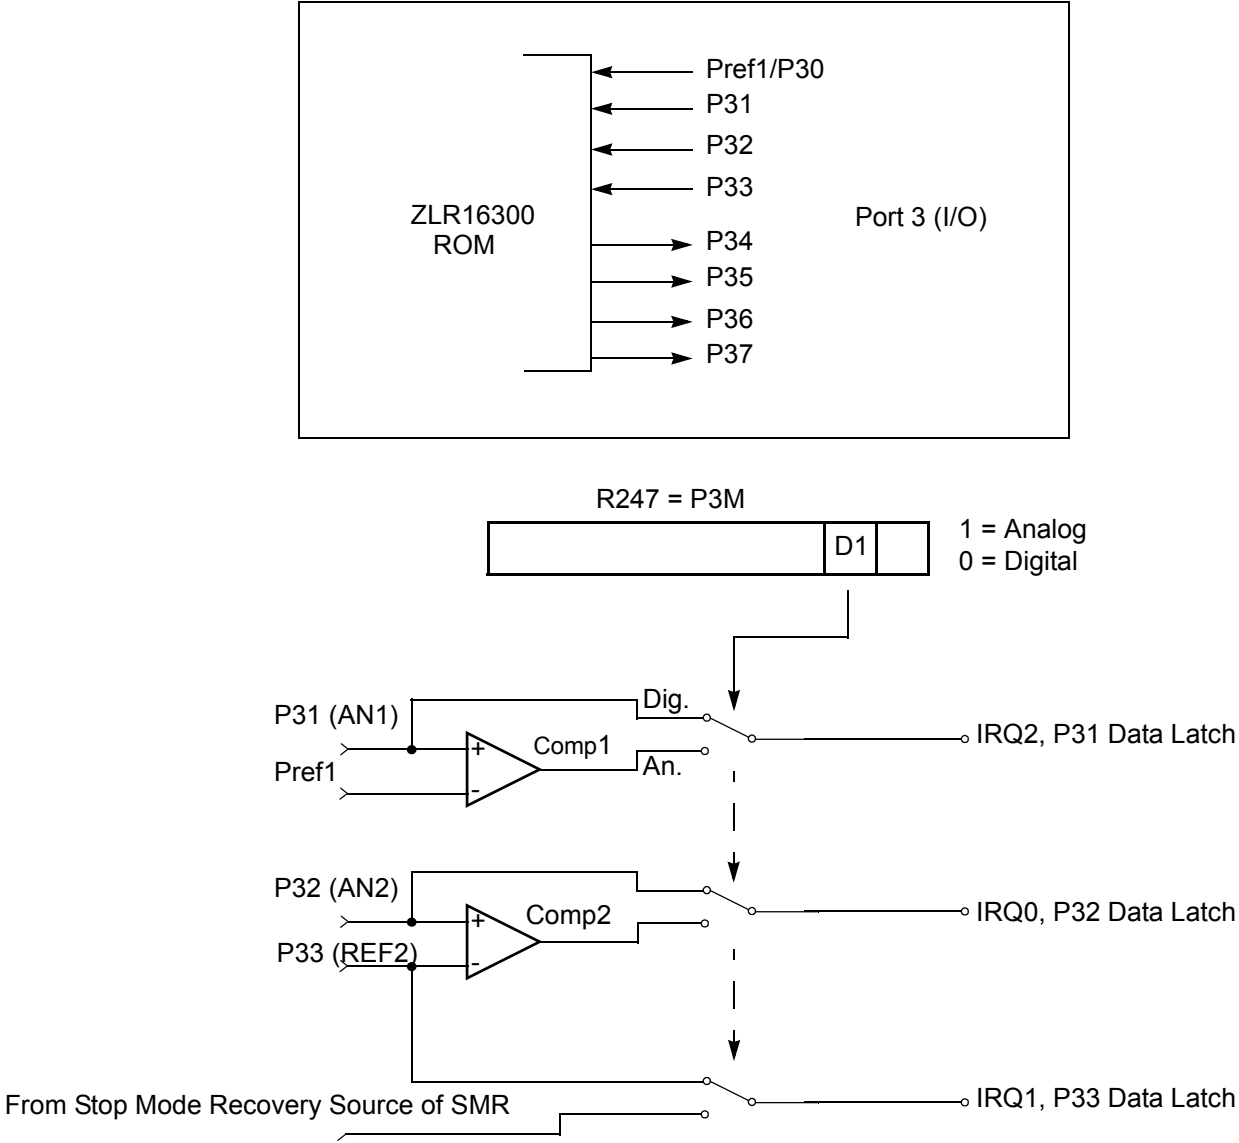 Pref1/P30
P31
P32
P33
ZLR16300
ROM
Port 3 (I/O)
P34
P35
P36
P37
R247 = P3M
D1
1 = Analog
0 = Digital
P31 (AN1)
Dig.
+
Comp1
IRQ2, P31 Data Latch
Pref1
-
An.
P32 (AN2)
+
Comp2
IRQ0, P32 Data Latch
P33 (REF2)
-
From Stop Mode Recovery Source of SMR
IRQ1, P33 Data Latch